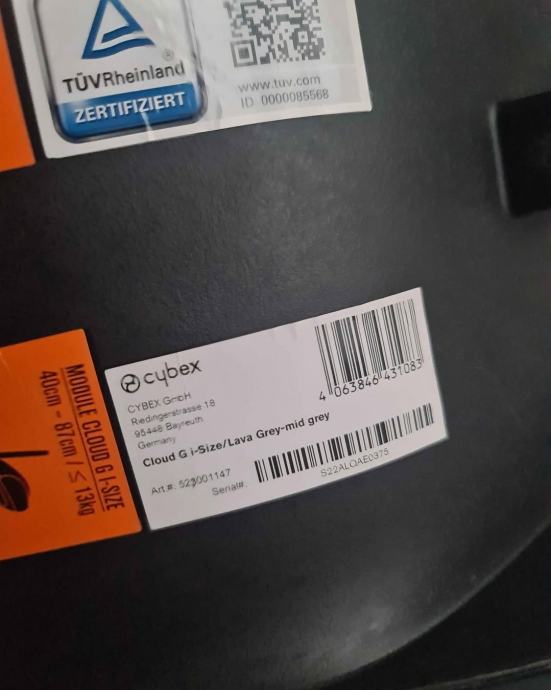 TÜVRheinland®
ZERTIFIZIERT
www.tuv.com
ID 0000085568
MODULE CLOUD G I-SIZE
40cm - 87cm / ≤ 13kg
cybex
CYBEX GmbH
Riedingerstrasse 18
95448 Bayreuth
Germany
4 063846 431083
Cloud G i-Size/Lava Grey-mid grey
Art.#.
Serial#.
S22ALOAE0375